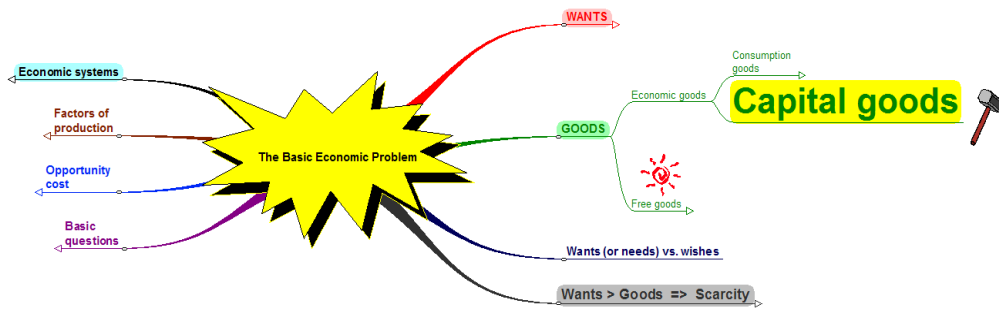 WANTS
Economic systems
Factors of
production
Opportunity
cost
Basic
questions
The Basic Economic Problem
GOODS
Economic goods
Consumption
goods
Capital goods
Free goods
Wants (or needs) vs. wishes
Wants > Goods => Scarcity